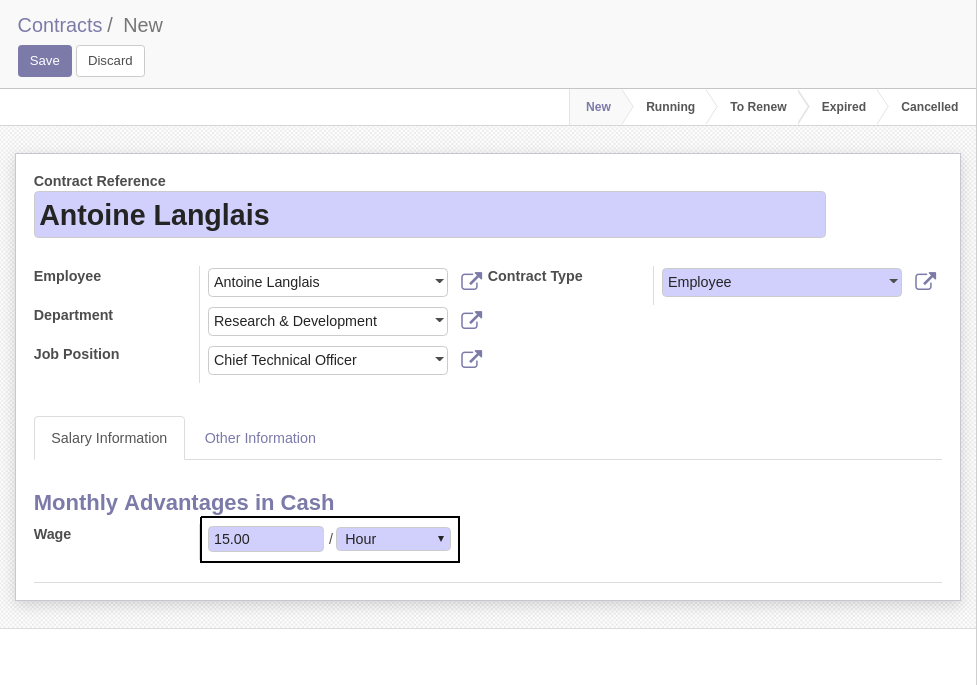 Contracts / New
Save Discard
New Running To Renew Expired Cancelled
Contract Reference
Antoine Langlais
Employee Antoine Langlais Contract Type Employee
Department Research & Development
Job Position Chief Technical Officer
Salary Information Other Information
Monthly Advantages in Cash
Wage 15.00 / Hour